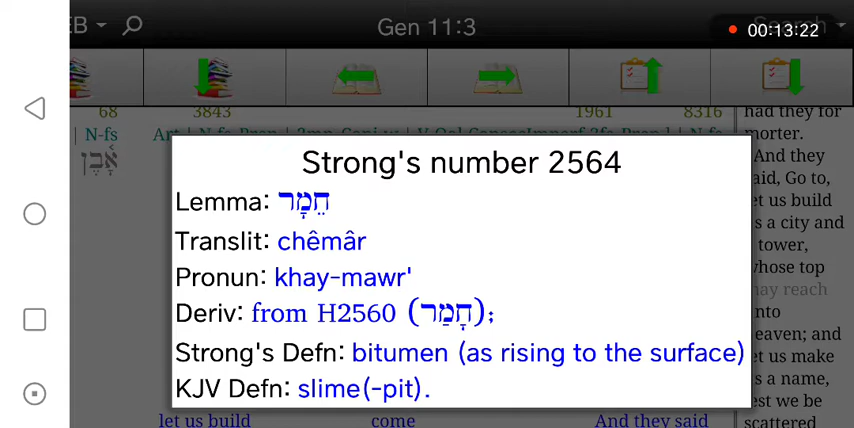 EB
Gen 11:3
00:13:22
68
3843
1961
8316
| N-fs
Art | N-fs
אָ֫בֶן
Strong's number 2564
Lemma: חֵמָר
Translit: chêmâr
Pronun: khay-mawr'
Deriv: from H2560 (חָמַר);
Strong's Defn: bitumen (as rising to the surface)
KJV Defn: slime(-pit).
let us build
come
And they said
had they for
morter.
And they
aid, Go to,
et us build
s a city and
tower,
whose top
may reach
nto
eaven; and
et us make
s a name,
est we be
scattered